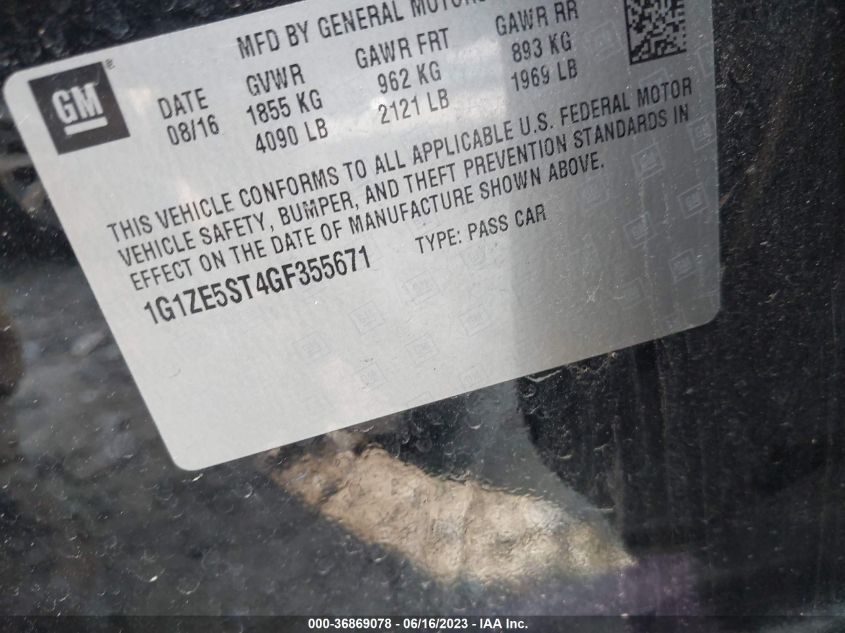 MFD BY GENERAL MOTORS
GM ®
DATE GVWR GAWR FRT GAWR RR
08/16 1855 KG 962 KG 893 KG
4090 LB 2121 LB 1969 LB
THIS VEHICLE CONFORMS TO ALL APPLICABLE U.S. FEDERAL MOTOR
VEHICLE SAFETY, BUMPER, AND THEFT PREVENTION STANDARDS IN
EFFECT ON THE DATE OF MANUFACTURE SHOWN ABOVE.
1G1ZE5ST4GF355671 TYPE: PASS CAR
000-36869078 - 06/16/2023 - IAA Inc.